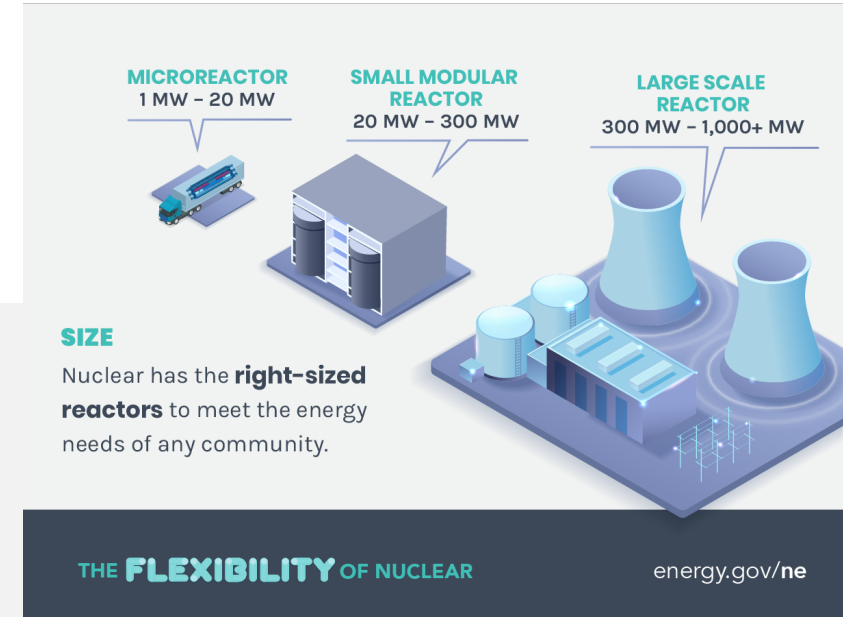 MICROREACTOR
1 MW – 20 MW
SMALL MODULAR
REACTOR
20 MW – 300 MW
LARGE SCALE
REACTOR
300 MW – 1,000+ MW
SIZE
Nuclear has the right-sized
reactors to meet the energy
needs of any community.
THE FLEXIBILITY OF NUCLEAR
energy.gov/ne